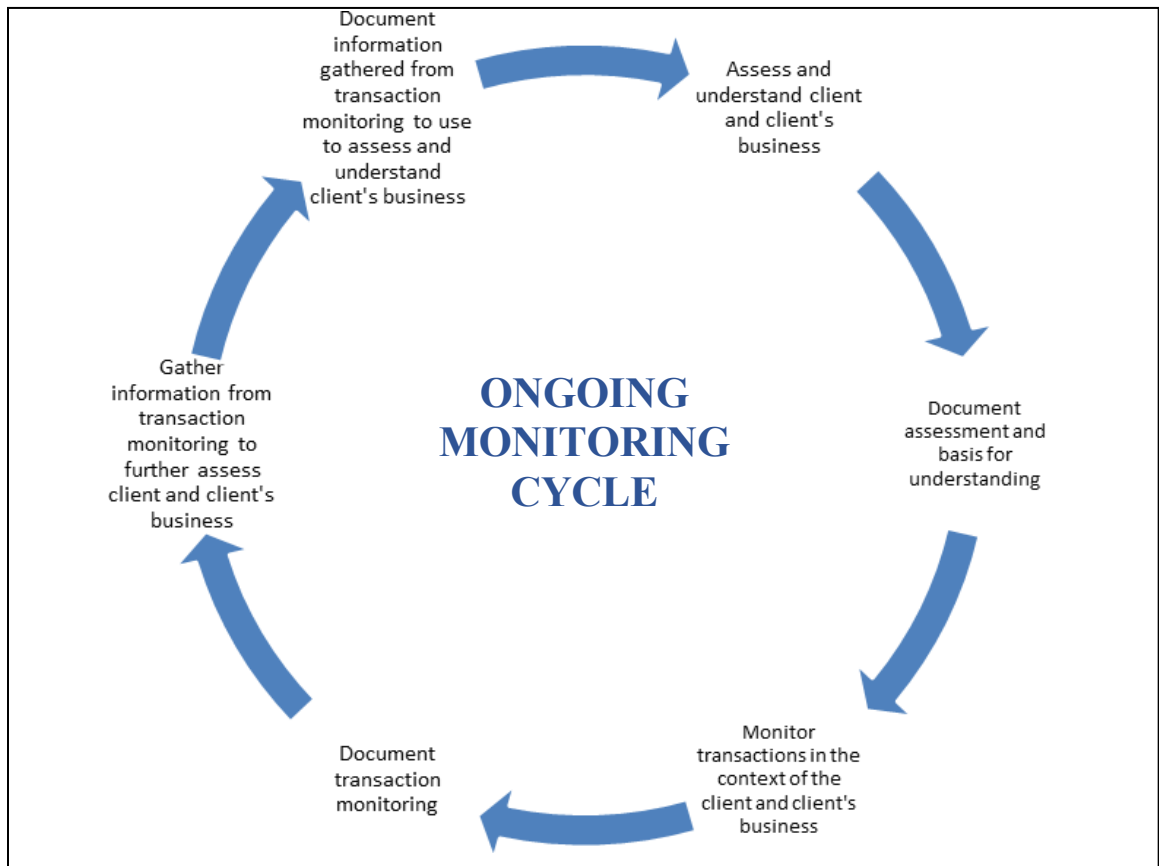 Document
information
gathered from
transaction
monitoring to use
to assess and
understand
client's business
Assess and
understand client
and client's
business
Document
assessment and
basis for
understanding
Monitor
transactions in the
context of the
client and client's
business
Document
transaction
monitoring
Gather
information from
transaction
monitoring to
further assess
client and client's
business
ONGOING
MONITORING
CYCLE